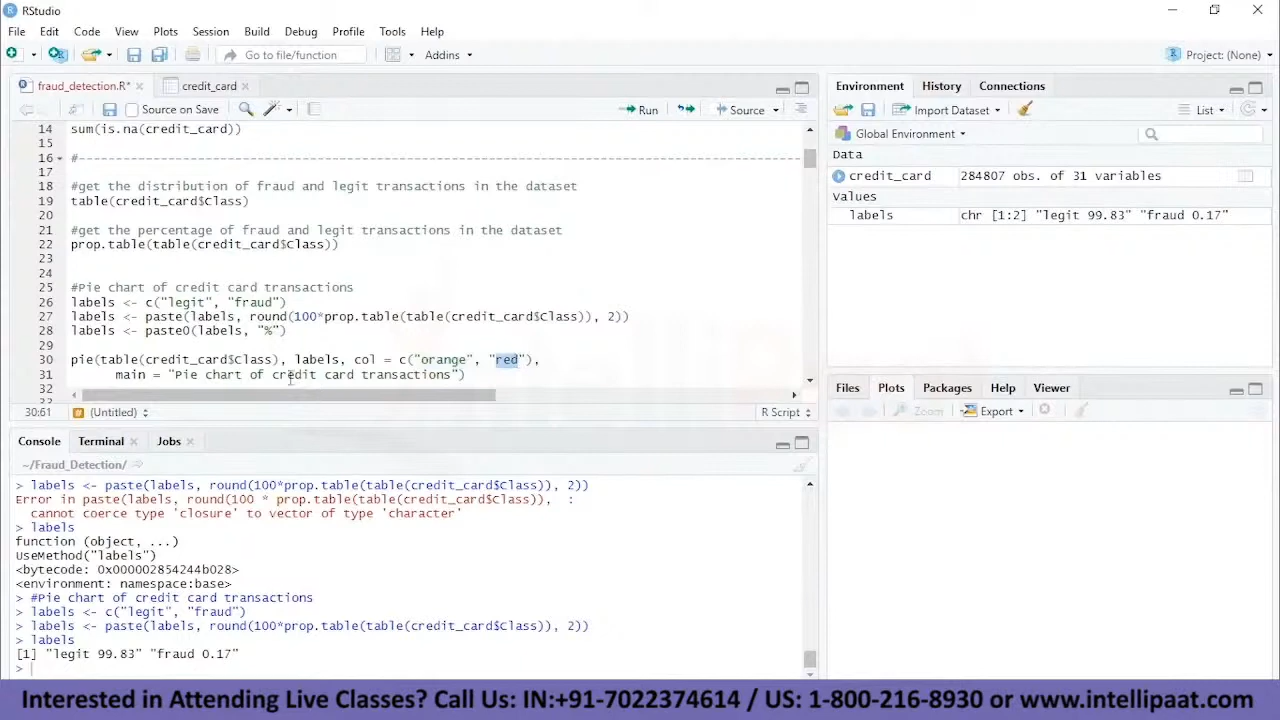 RStudio
File Edit Code View Plots Session Build Debug Profile Tools Help
Go to file/function Addins Project: (None)
fraud_detection.R* credit_card
Source on Save Run Source
14 sum(is.na(credit_card))
15
16 #----------------------------------------------------------------------------------------------------
17
18 #get the distribution of fraud and legit transactions in the dataset
19 table(credit_card$Class)
20
21 #get the percentage of fraud and legit transactions in the dataset
22 prop.table(table(credit_card$Class))
23
24
25 #Pie chart of credit card transactions
26 labels <- c("legit", "fraud")
27 labels <- paste(labels, round(100*prop.table(table(credit_card$Class)), 2))
28 labels <- paste0(labels, "%")
29
30 pie(table(credit_card$Class), labels, col = c("orange", "red"),
31 main = "Pie chart of credit card transactions")
32
30:61 (Untitled) R Script
Console Terminal Jobs
~/Fraud_Detection/
> labels <- paste(labels, round(100*prop.table(table(credit_card$Class)), 2))
Error in paste(labels, round(100 * prop.table(table(credit_card$Class)), :
cannot coerce type 'closure' to vector of type 'character'
> labels
function (object, ...)
UseMethod("labels")
<bytecode: 0x000002854244b028>
<environment: namespace:base>
> #Pie chart of credit card transactions
> labels <- c("legit", "fraud")
> labels <- paste(labels, round(100*prop.table(table(credit_card$Class)), 2))
> labels
[1] "legit 99.83" "fraud 0.17"
>
Environment History Connections
Import Dataset List
Global Environment
Data
credit_card 284807 obs. of 31 variables
Values
labels chr [1:2] "legit 99.83" "fraud 0.17"
Files Plots Packages Help Viewer
Zoom Export
Interested in Attending Live Classes? Call Us: IN:+91-7022374614 / US: 1-800-216-8930 or www.intellipaat.com